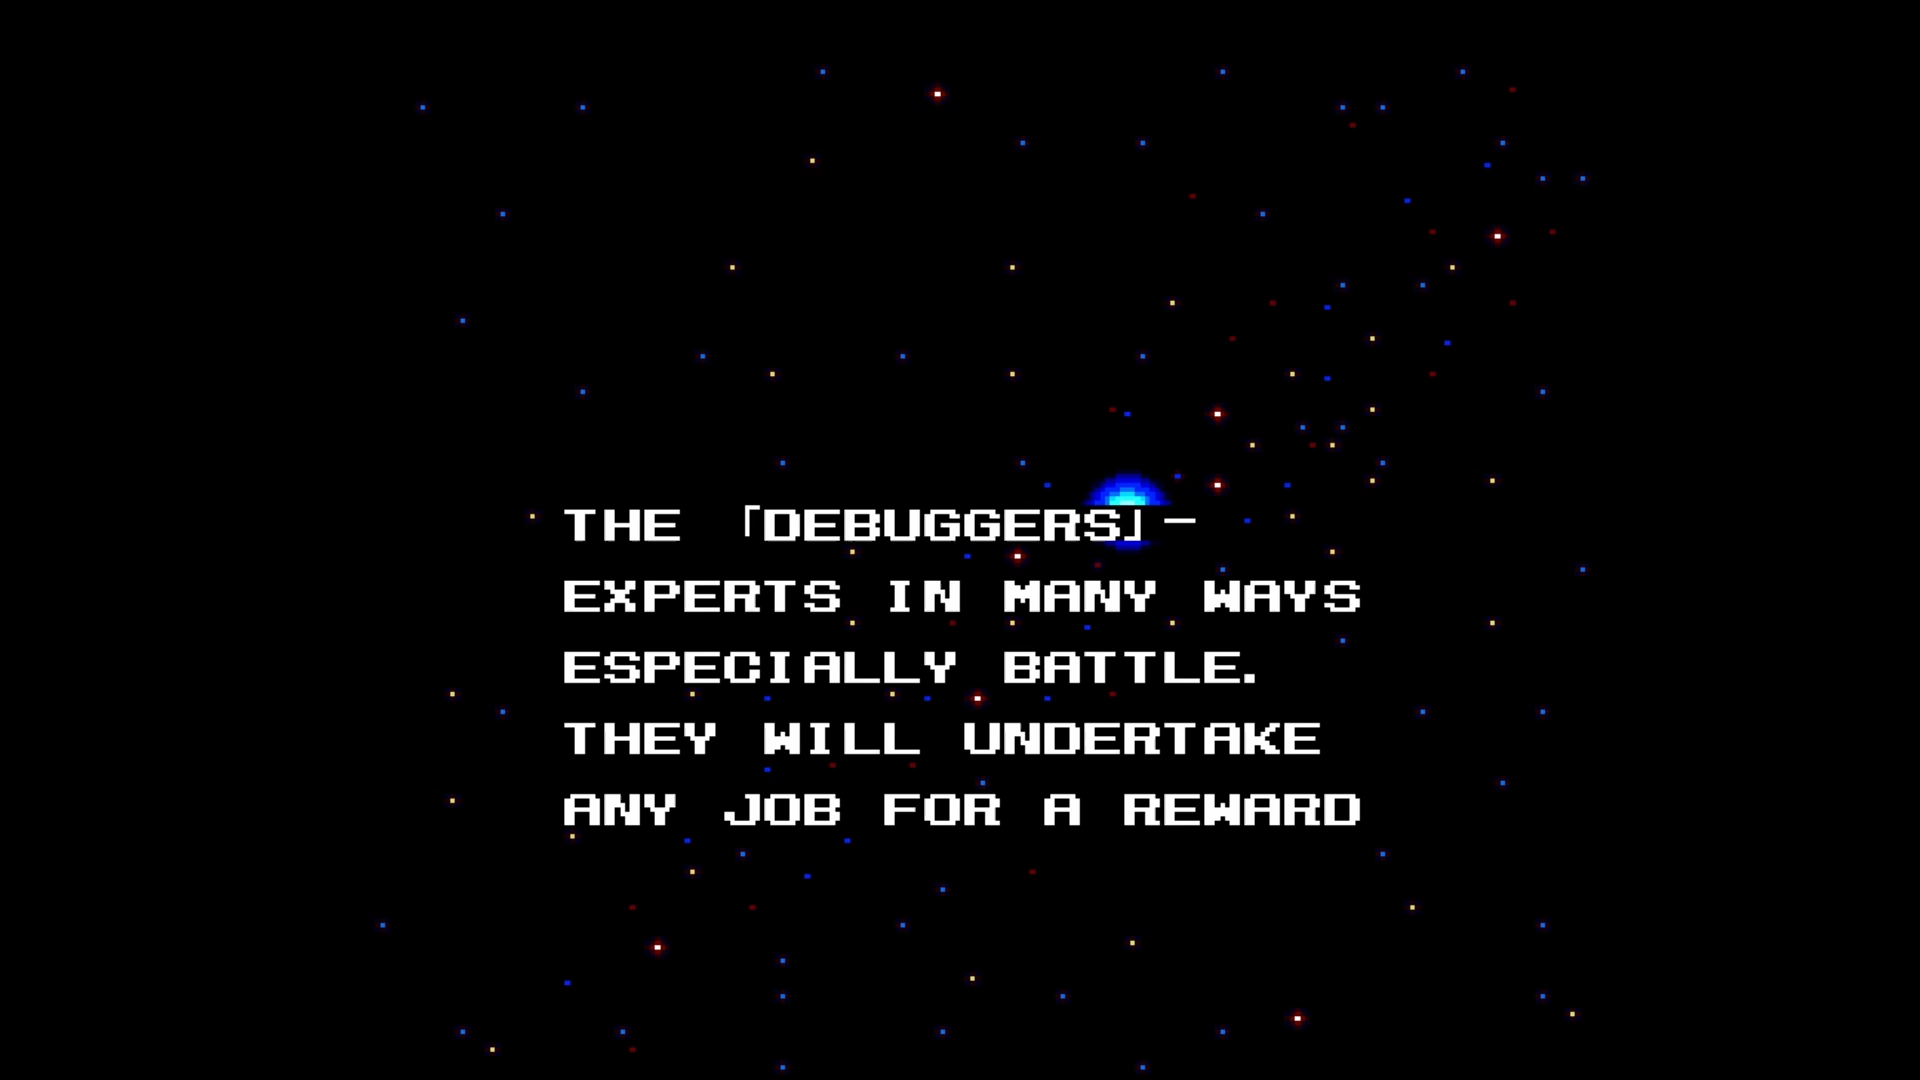 THE 「DEBUGGERS」—
EXPERTS IN MANY WAYS
ESPECIALLY BATTLE.
THEY WILL UNDERTAKE
ANY JOB FOR A REWARD